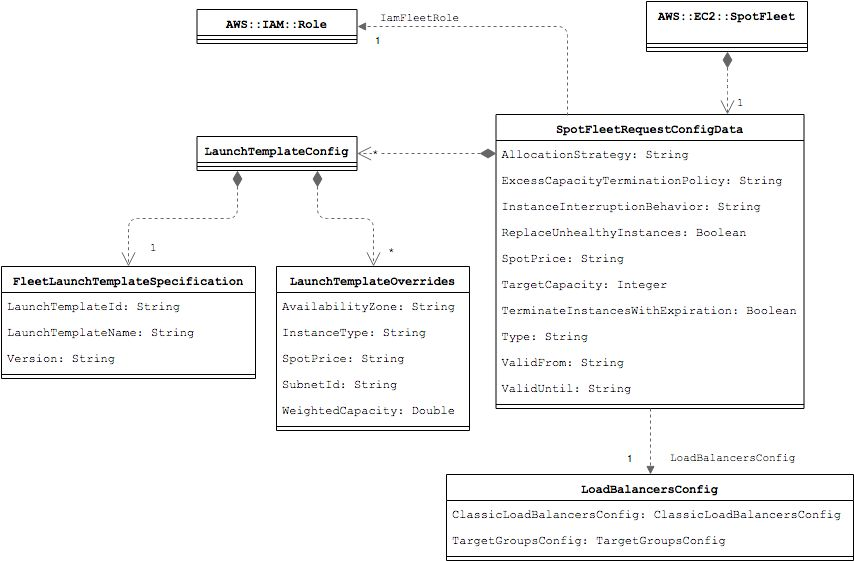 AWS::IAM::Role
IamFleetRole
1
AWS::EC2::SpotFleet
1
SpotFleetRequestConfigData
AllocationStrategy: String
ExcessCapacityTerminationPolicy: String
InstanceInterruptionBehavior: String
ReplaceUnhealthyInstances: Boolean
SpotPrice: String
TargetCapacity: Integer
TerminateInstancesWithExpiration: Boolean
Type: String
ValidFrom: String
ValidUntil: String
LaunchTemplateConfig
*
1
*
FleetLaunchTemplateSpecification
LaunchTemplateId: String
LaunchTemplateName: String
Version: String
LaunchTemplateOverrides
AvailabilityZone: String
InstanceType: String
SpotPrice: String
SubnetId: String
WeightedCapacity: Double
1
LoadBalancersConfig
LoadBalancersConfig
ClassicLoadBalancersConfig: ClassicLoadBalancersConfig
TargetGroupsConfig: TargetGroupsConfig